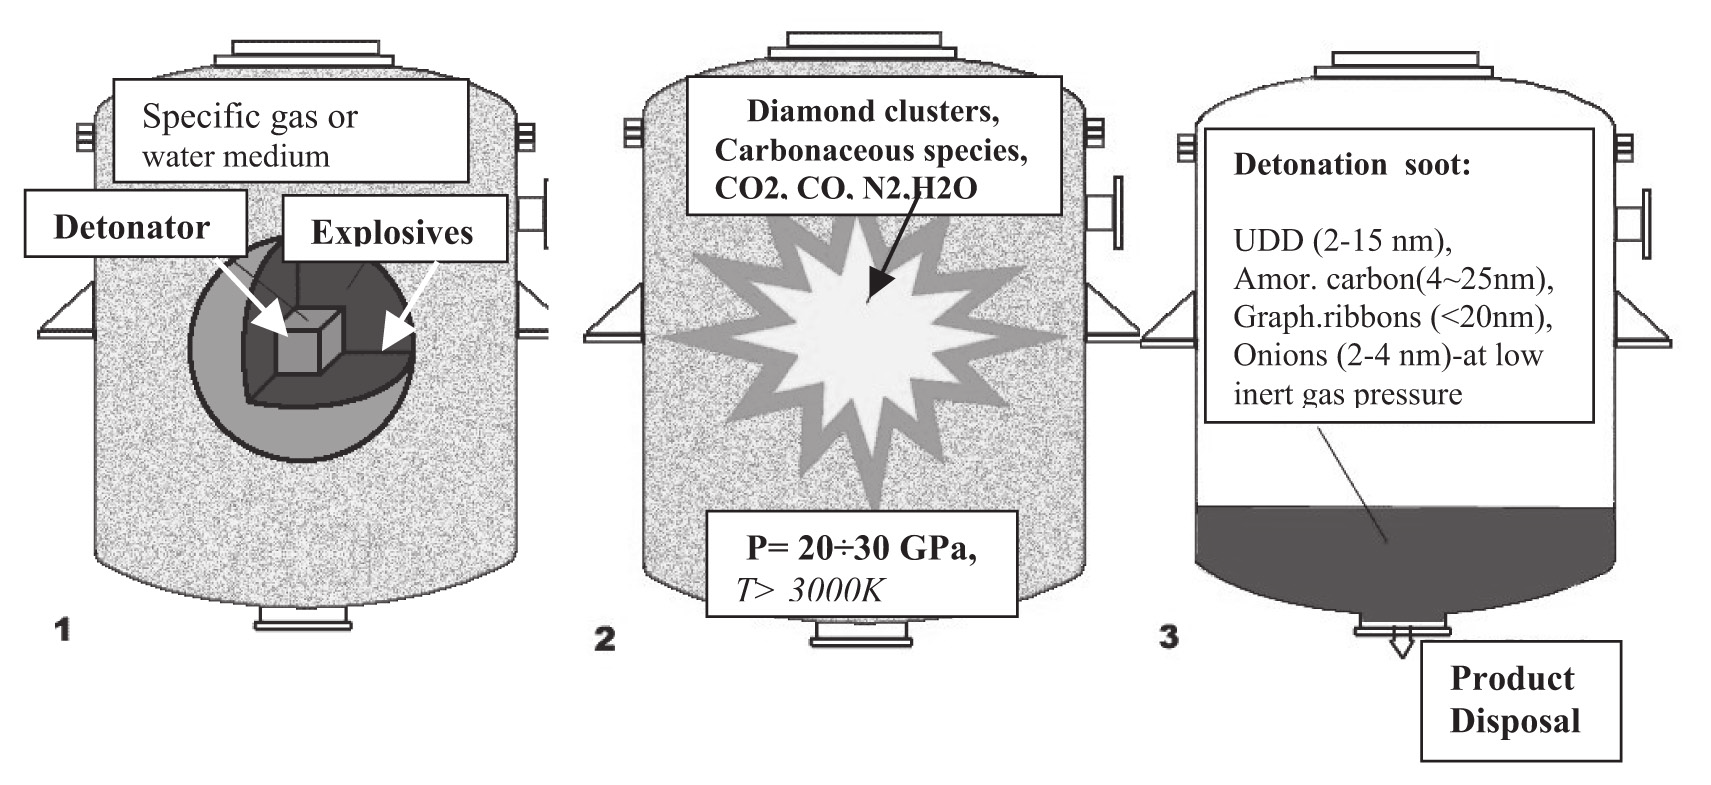 Specific gas or
water medium
Detonator
Explosives
1
Diamond clusters,
Carbonaceous species,
CO2, CO, N2,H2O
P= 20÷30 GPa,
T> 3000K
2
Detonation soot:
UDD (2-15 nm),
Amor. carbon(4~25nm),
Graph.ribbons (<20nm),
Onions (2-4 nm)-at low
inert gas pressure
3
Product
Disposal